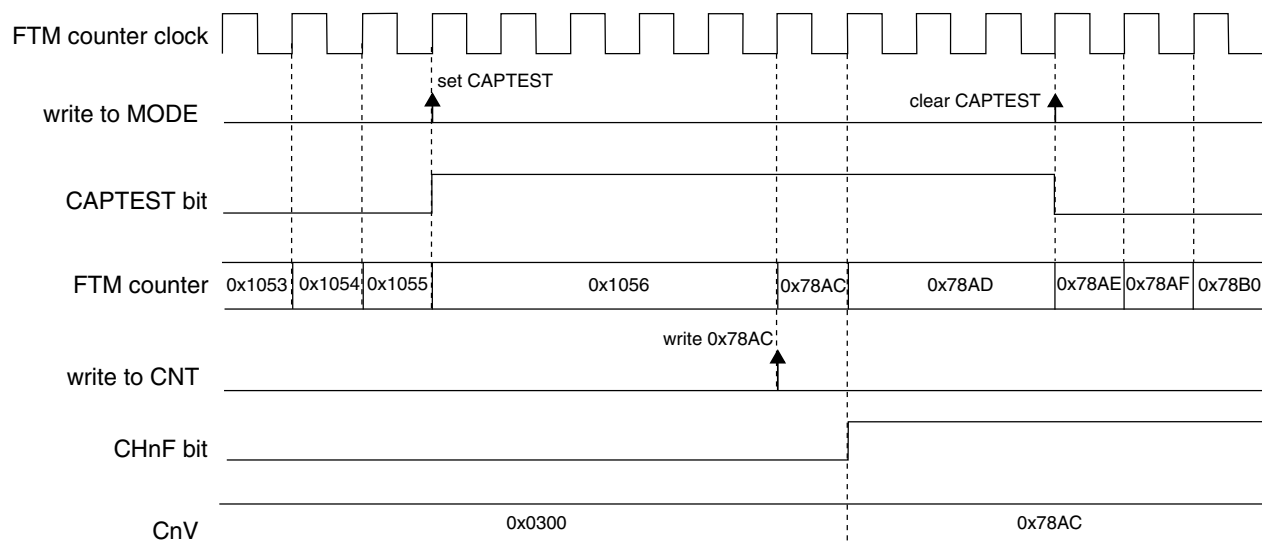 FTM counter clock
set CAPTEST
write to MODE
clear CAPTEST
CAPTEST bit
FTM counter 0x1053 0x1054 0x1055 0x1056 0x78AC 0x78AD 0x78AE 0x78AF 0x78B0
write 0x78AC
write to CNT
CHnF bit
CnV 0x0300 0x78AC